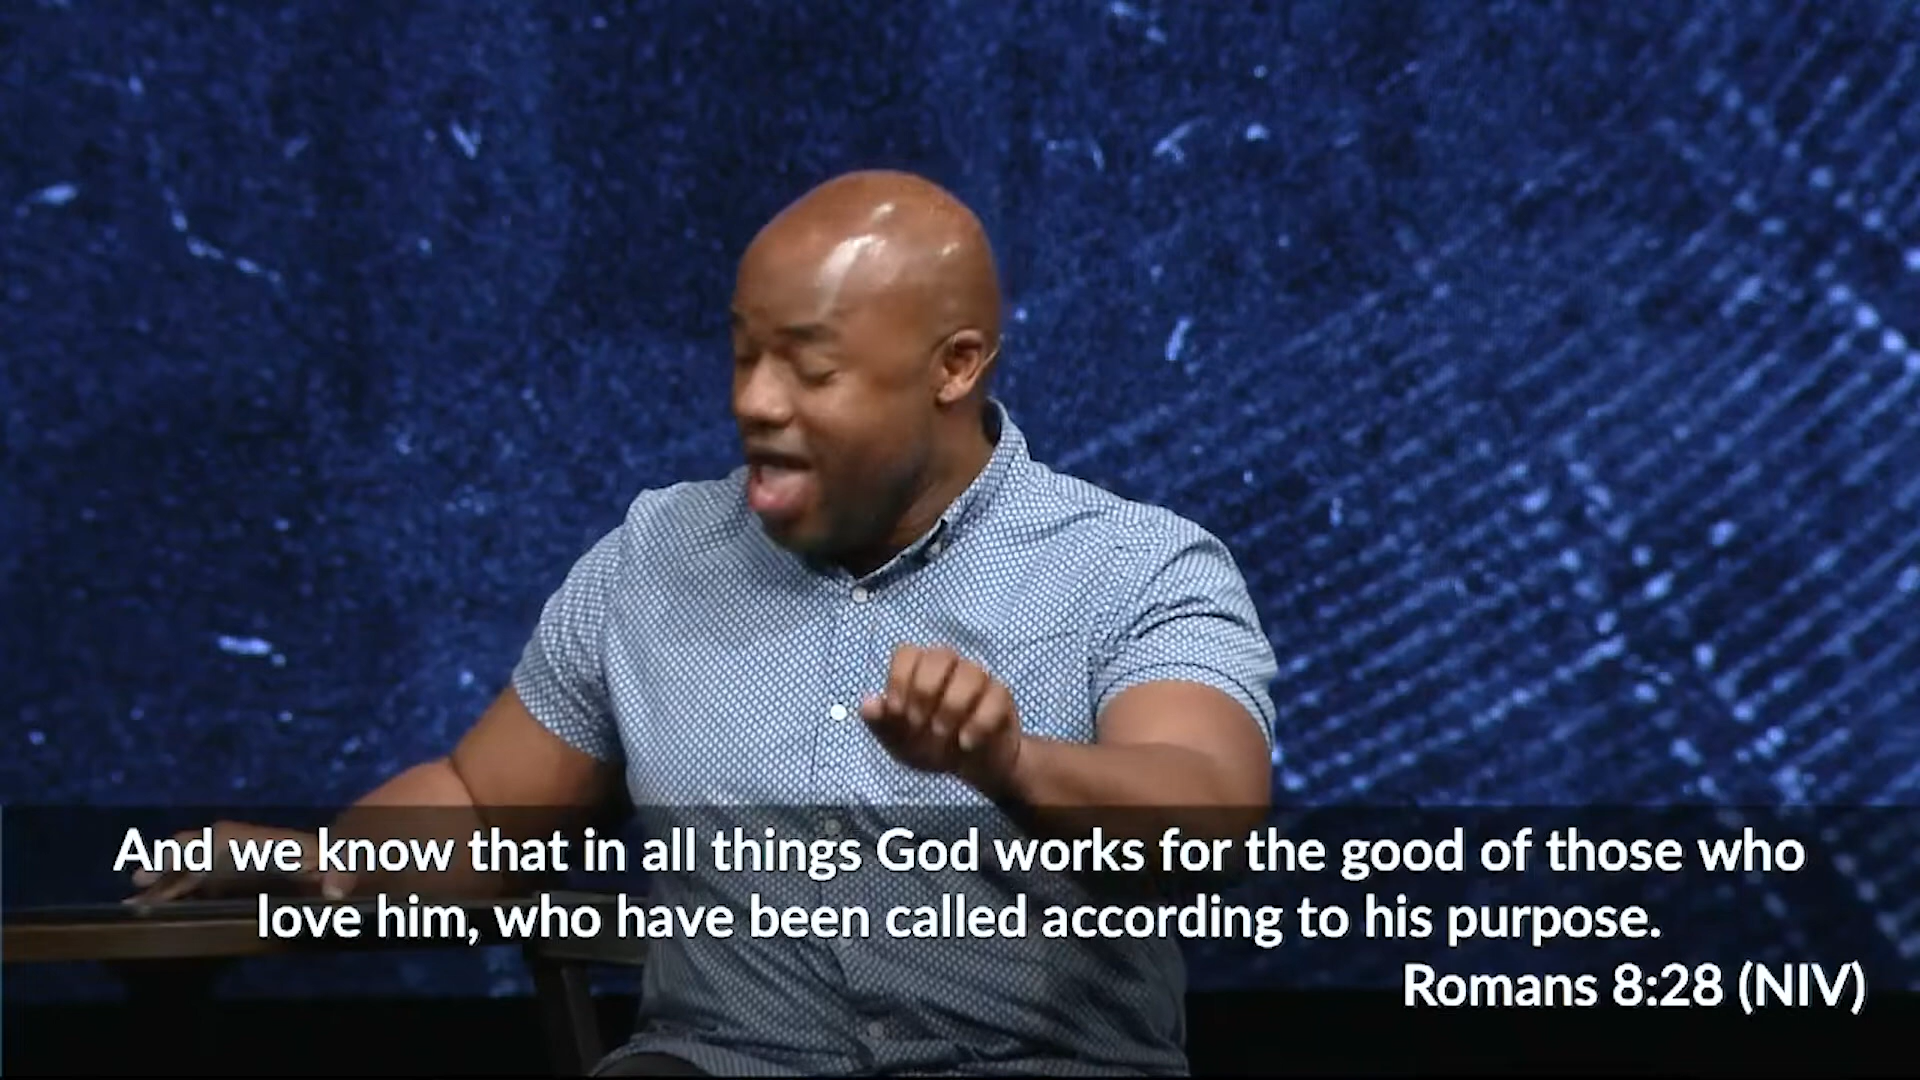 And we know that in all things God works for the good of those who
love him, who have been called according to his purpose.
Romans 8:28 (NIV)